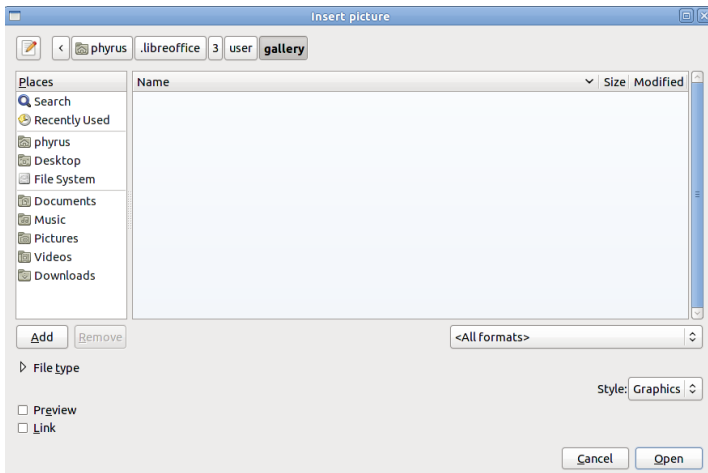 Insert picture
phyrus .libreoffice 3 user gallery
Places
Search
Recently Used
phyrus
Desktop
File System
Documents
Music
Pictures
Videos
Downloads
Name Size Modified
Add Remove
<All formats>
File type
Style: Graphics
Preview
Link
Cancel Open